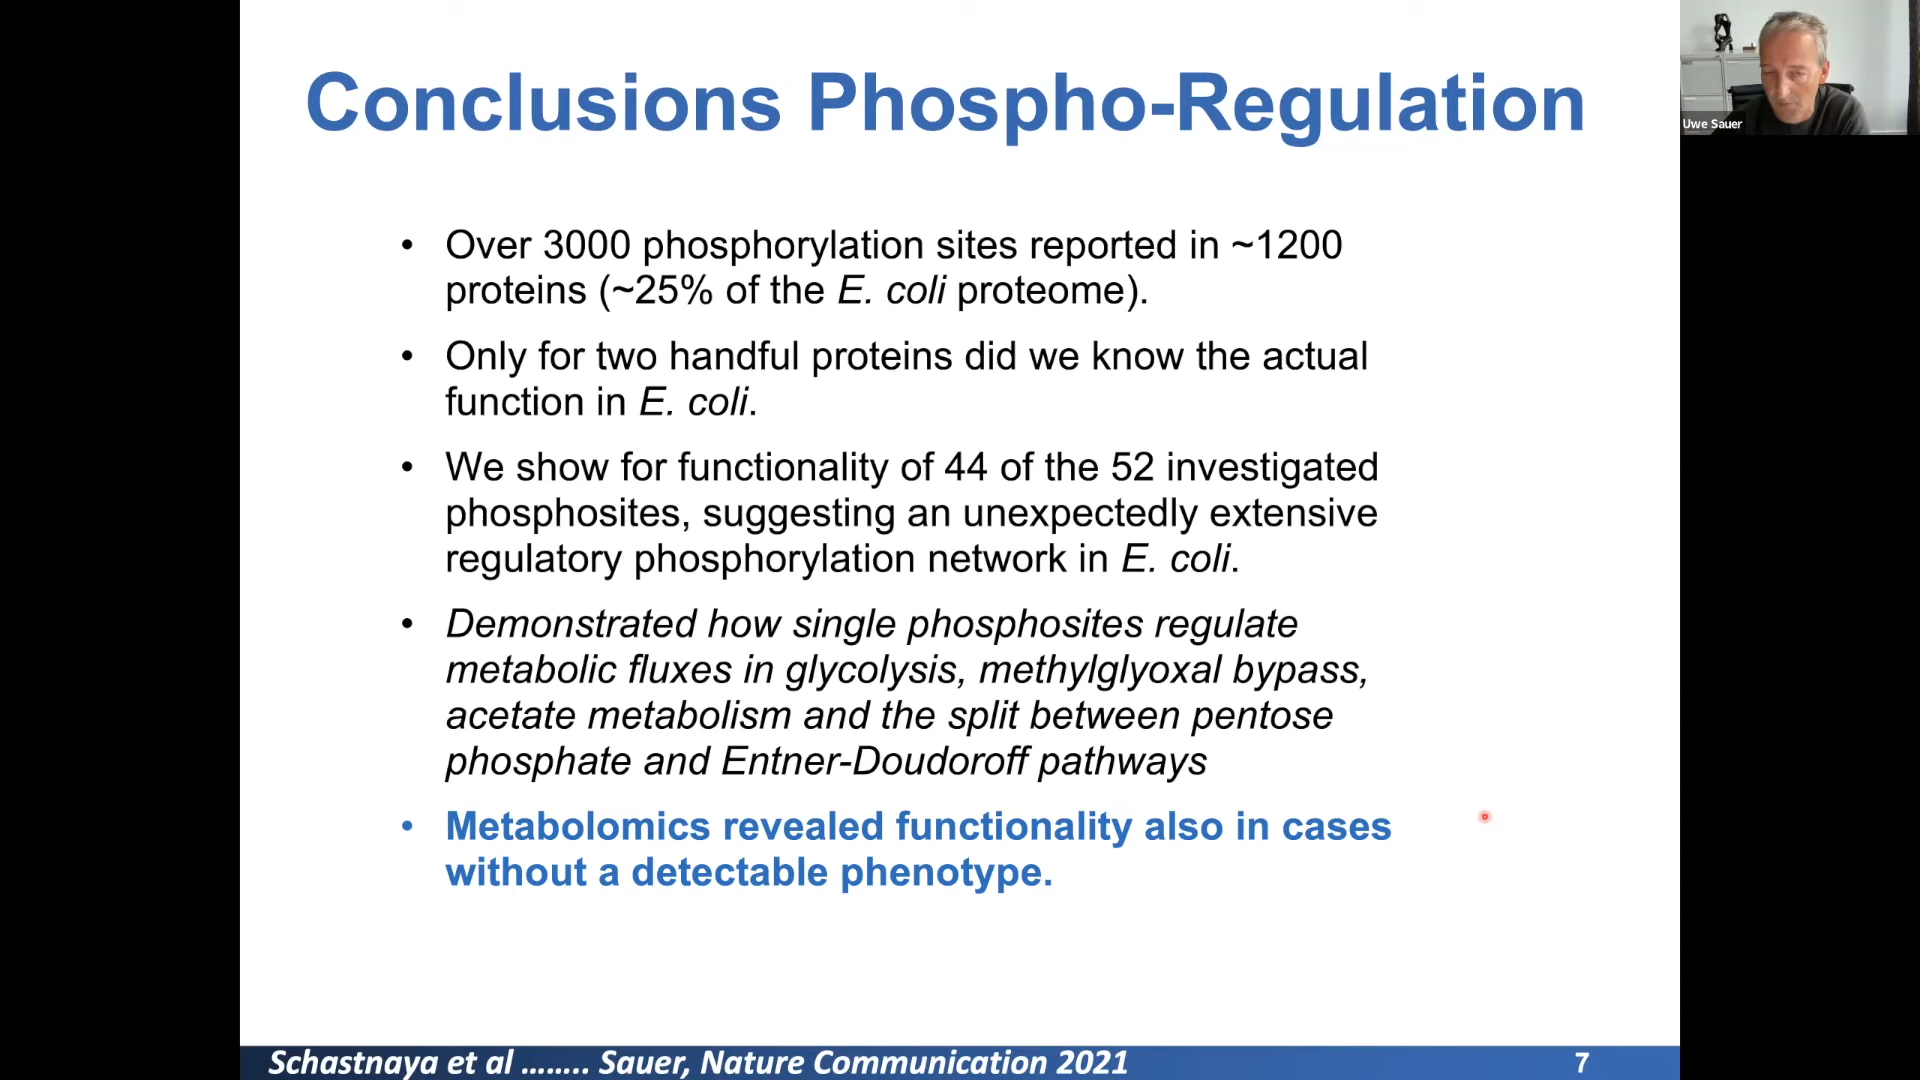 Conclusions Phospho-Regulation
Uwe Sauer
• Over 3000 phosphorylation sites reported in ~1200
proteins (~25% of the E. coli proteome).
• Only for two handful proteins did we know the actual
function in E. coli.
• We show for functionality of 44 of the 52 investigated
phosphosites, suggesting an unexpectedly extensive
regulatory phosphorylation network in E. coli.
• Demonstrated how single phosphosites regulate
metabolic fluxes in glycolysis, methylglyoxal bypass,
acetate metabolism and the split between pentose
phosphate and Entner-Doudoroff pathways
• Metabolomics revealed functionality also in cases
without a detectable phenotype.
Schastnaya et al …….. Sauer, Nature Communication 2021
7